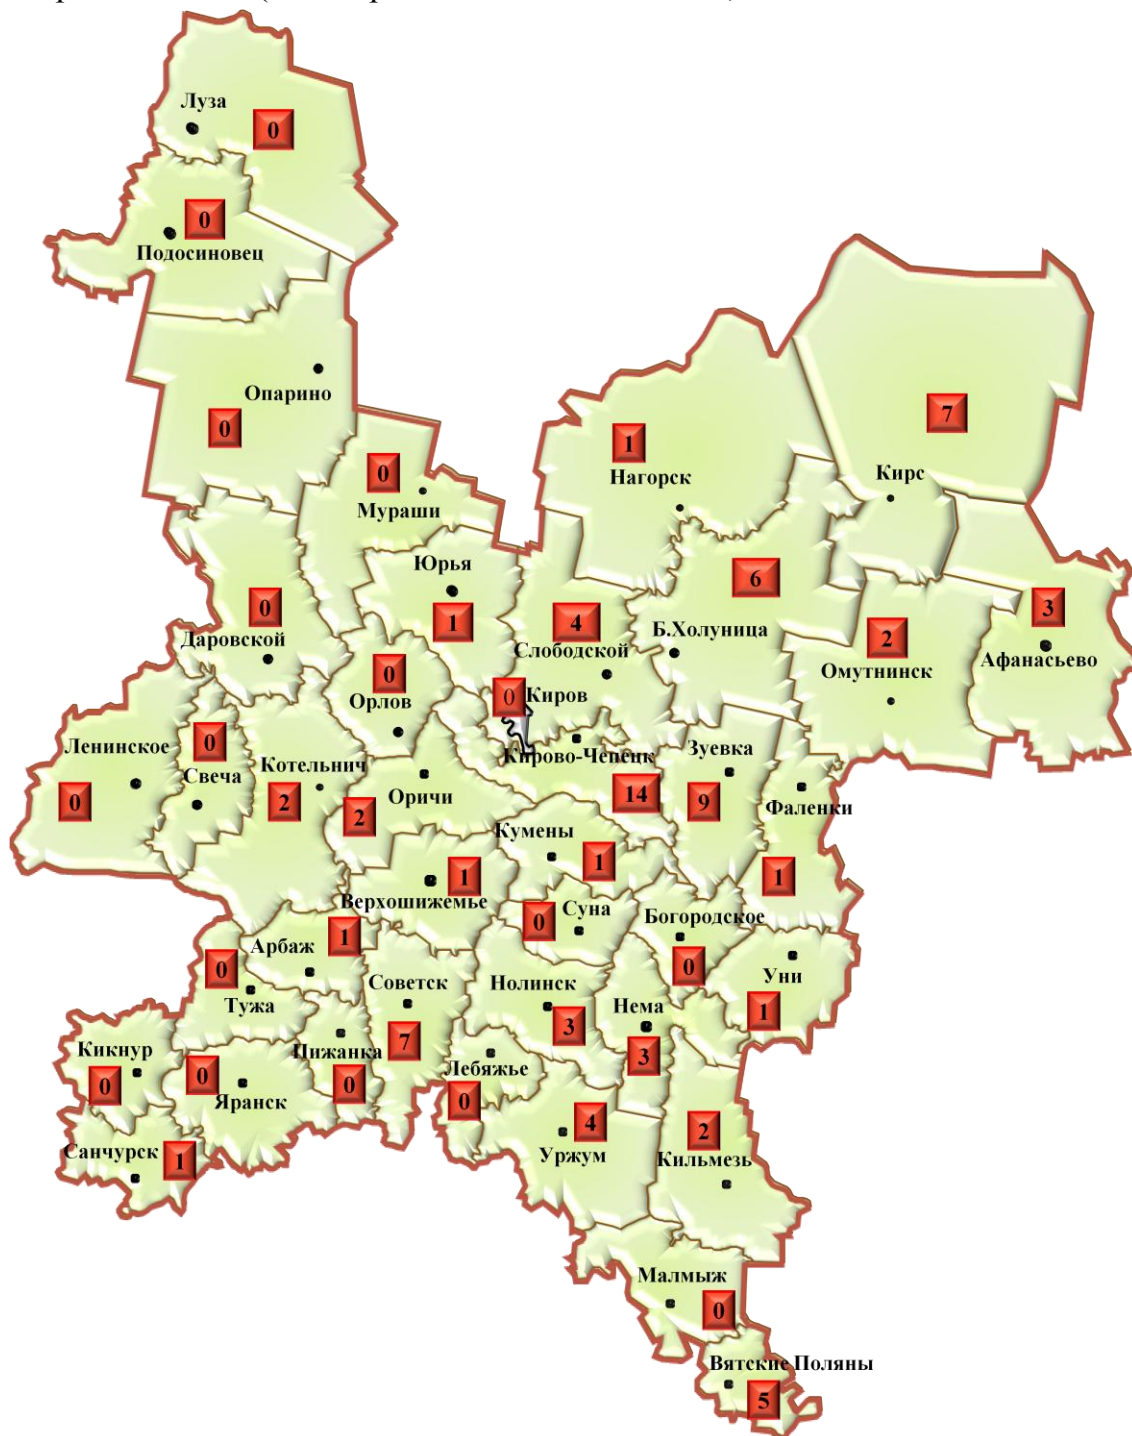 Луза
0
0
Подосиновец
Опарино
0
0
Мураши
1
Нагорск
7
Кирс
Юрья
1
0
Даровской
4
Слободской
6
Б.Холуница
2
Омутнинск
3
Афанасьево
0
Орлов
0 Киров
Кирово-Чепецк
14
Зуевка
9
Фаленки
1
Ленинское
0
0
Свеча
Котельнич
2
Оричи
2
Кумены
1
1
Верхошижемье
0
Суна
Богородское
0
Арбаж
1
0
Тужа
Советск
7
Нолинск
3
Нема
3
Уни
1
Кикнур
0
0
Яранск
Пижанка
0
Лебяжье
0
4
Уржум
2
Кильмезь
Санчурск
1
Малмыж
0
Вятские Поляны
5